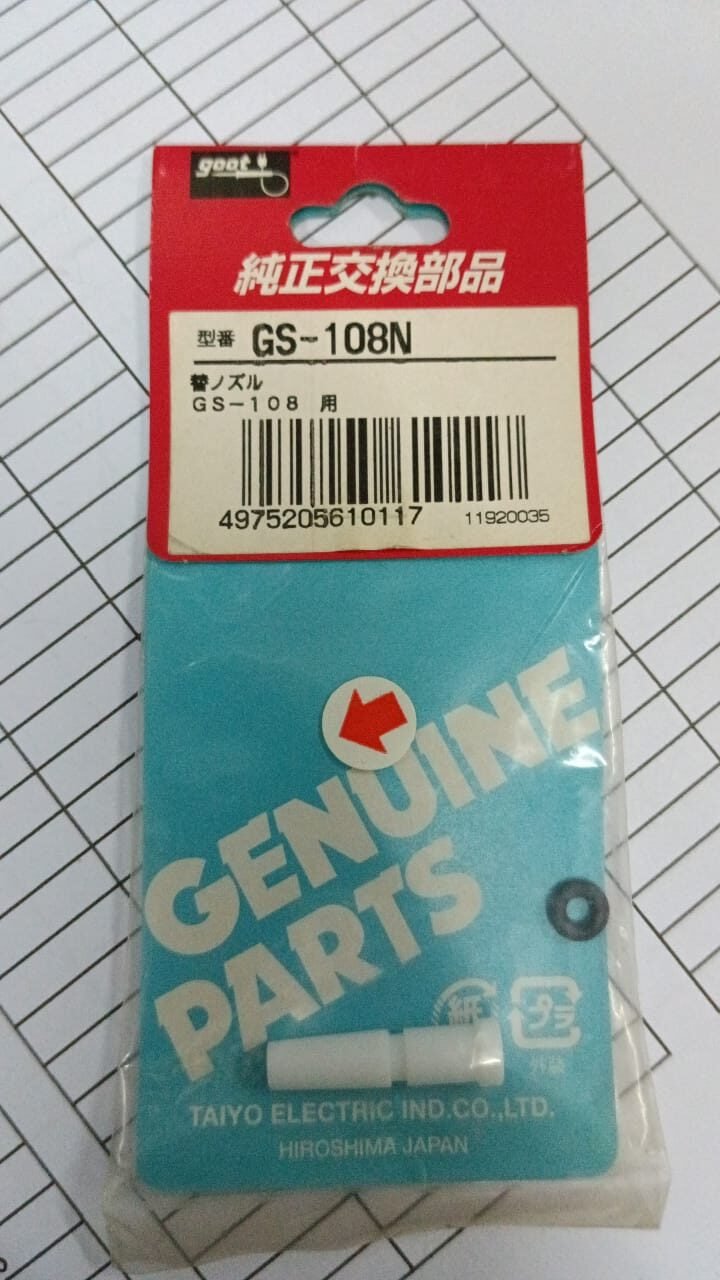 goot
純正交換部品
型番 GS-108N
替ノズル
GS-108 用
4975205610117 11920035
GENUINE
PARTS
紙
プラ
外装
TAIYO ELECTRIC IND.CO.,LTD.
HIROSHIMA JAPAN